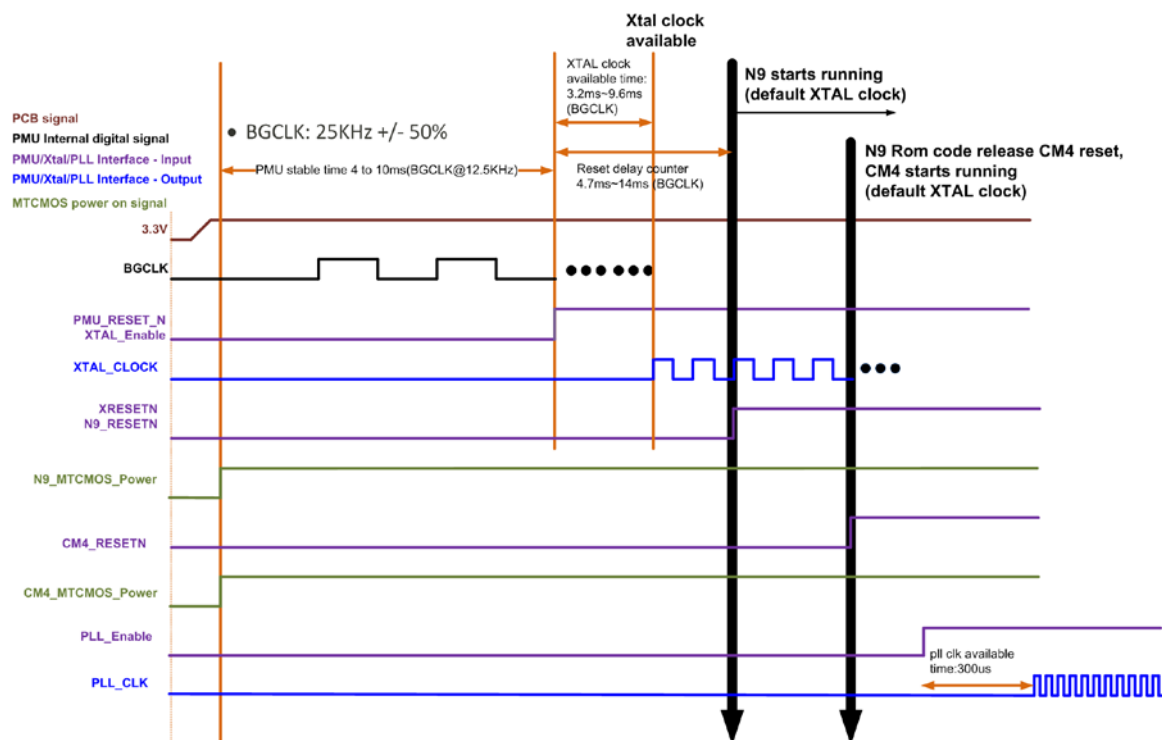 Xtal clock
available
XTAL clock
available time:
3.2ms~9.6ms
(BGCLK)
N9 starts running
(default XTAL clock)
PCB signal
PMU Internal digital signal
PMU/Xtal/PLL Interface - Input
PMU/Xtal/PLL Interface - Output
MTCMOS power on signal
• BGCLK: 25KHz +/- 50%
PMU stable time 4 to 10ms(BGCLK@12.5KHz)
Reset delay counter
4.7ms~14ms (BGCLK)
N9 Rom code release CM4 reset,
CM4 starts running
(default XTAL clock)
3.3V
BGCLK
PMU_RESET_N
XTAL_Enable
XTAL_CLOCK
XRESETN
N9_RESETN
N9_MTCMOS_Power
CM4_RESETN
CM4_MTCMOS_Power
PLL_Enable
pll clk available
time:300us
PLL_CLK